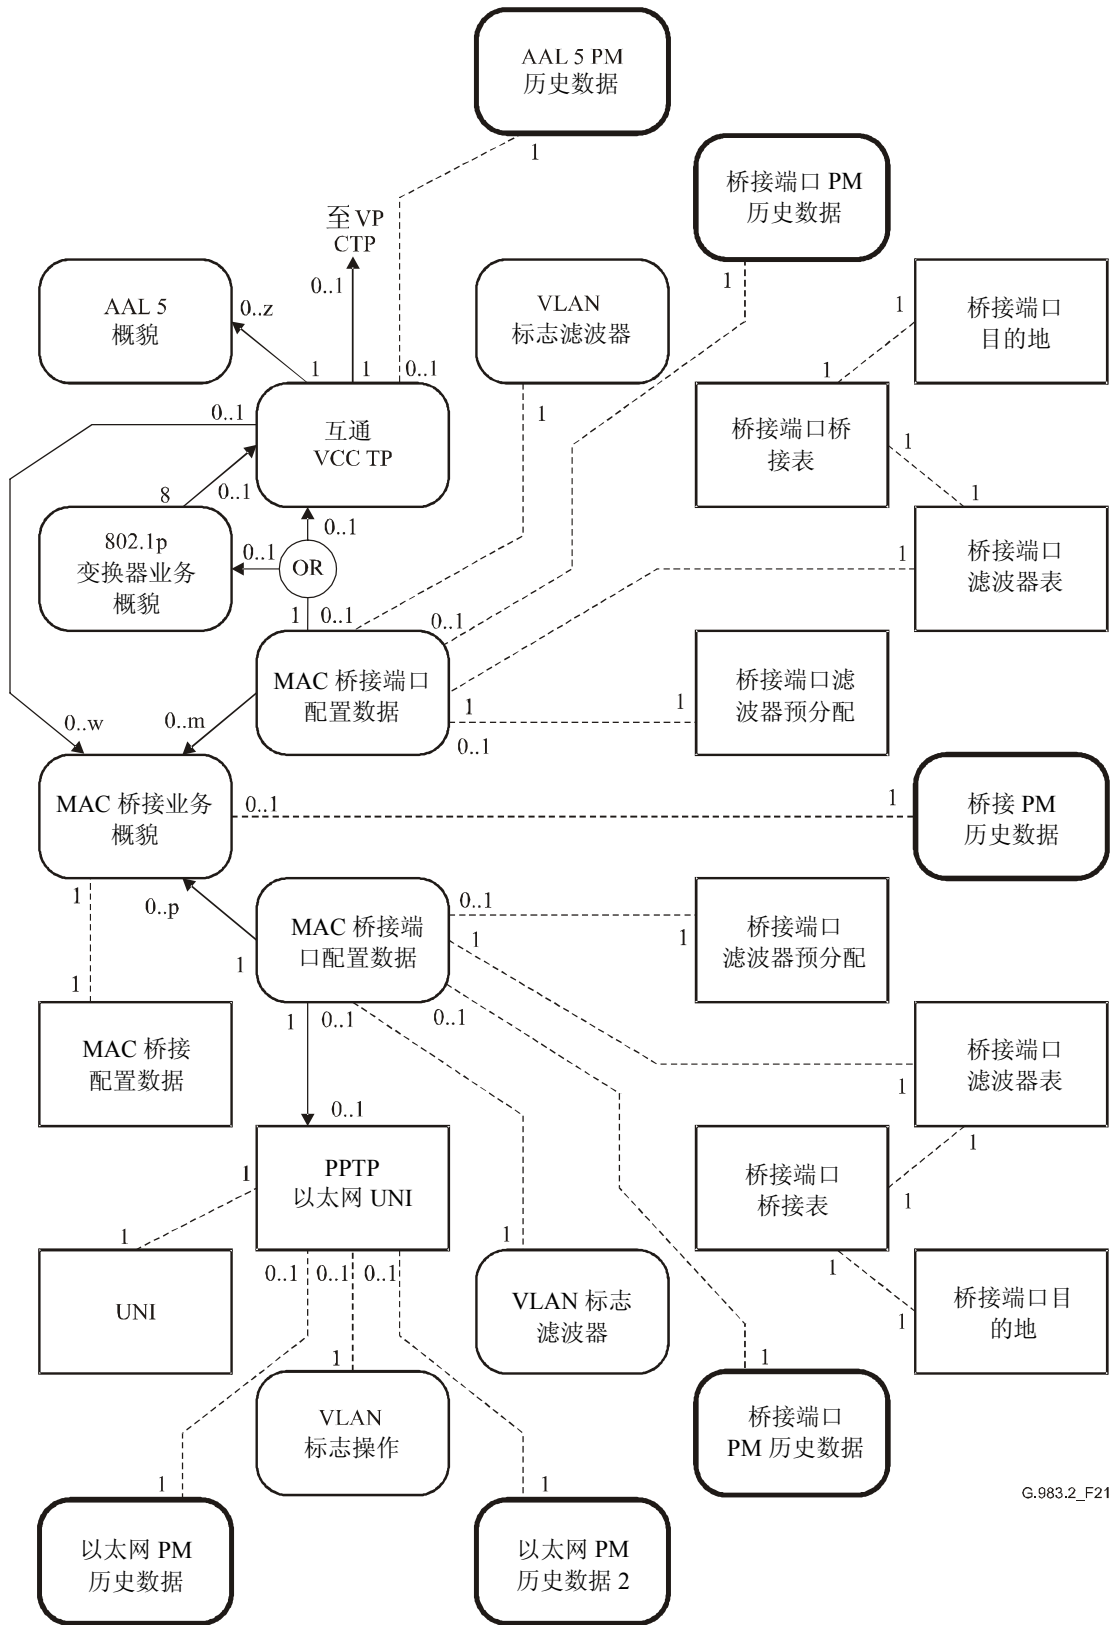 AAL 5 PM
历史数据
1
桥接端口 PM
历史数据
1
至 VP
CTP
0..1
AAL 5
概貌
0..z
VLAN
标志滤波器
1
桥接端口
目的地
1
1
1
0..1
1
0..1
互通
VCC TP
桥接端口桥
接表
1
8
0..1
1
802.1p
变换器业务
概貌
0..1
OR
0..1
1
桥接端口
滤波器表
1
0..1
0..1
MAC 桥接端口
配置数据
1
1
桥接端口滤
波器预分配
0..w
0..m
0..1
MAC 桥接业务
概貌
0..1
1
桥接 PM
历史数据
1
0..p
MAC 桥接端
口配置数据
0..1
1
1
桥接端口
滤波器预分配
1
1
1
0..1
0..1
MAC 桥接
配置数据
桥接端口
滤波器表
1
0..1
PPTP
以太网 UNI
1
桥接端口
桥接表
1
1
1
1
0..1
0..1
0..1
1
UNI
VLAN 标志
滤波器
桥接端口目
的地
1
1
1
VLAN
标志操作
桥接端口
PM 历史数据
1
1
G.983.2_F21
以太网 PM
历史数据
以太网 PM
历史数据 2